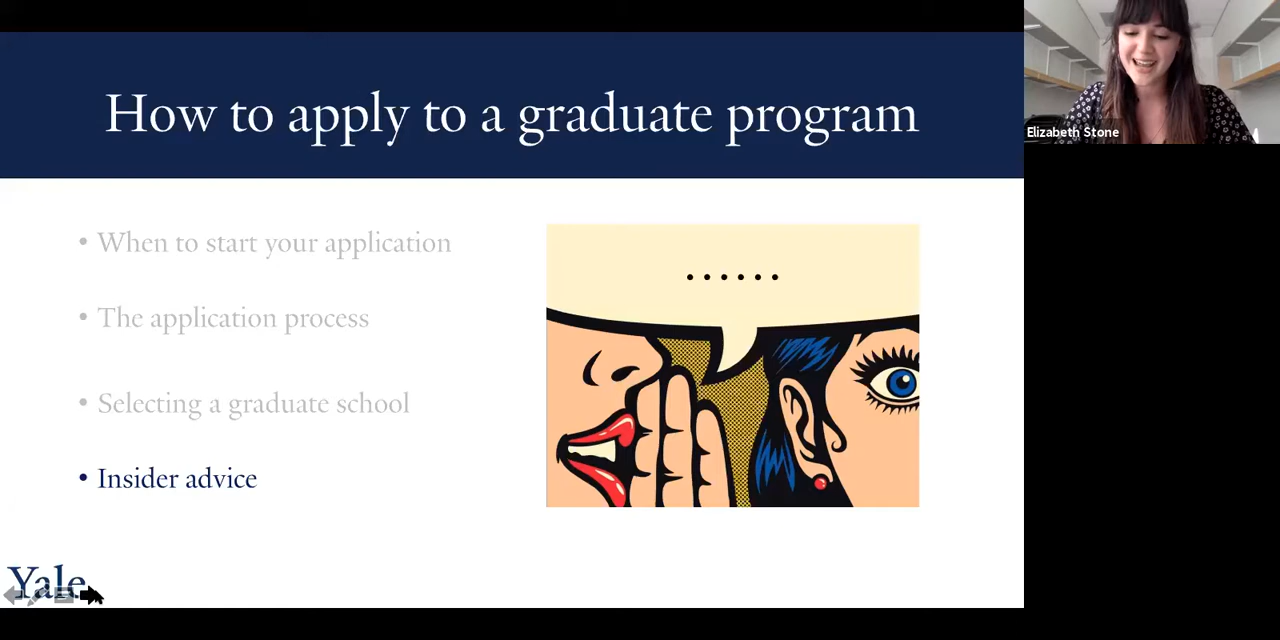 How to apply to a graduate program
Elizabeth Stone
• When to start your application
......
• The application process
• Selecting a graduate school
• Insider advice
Yale